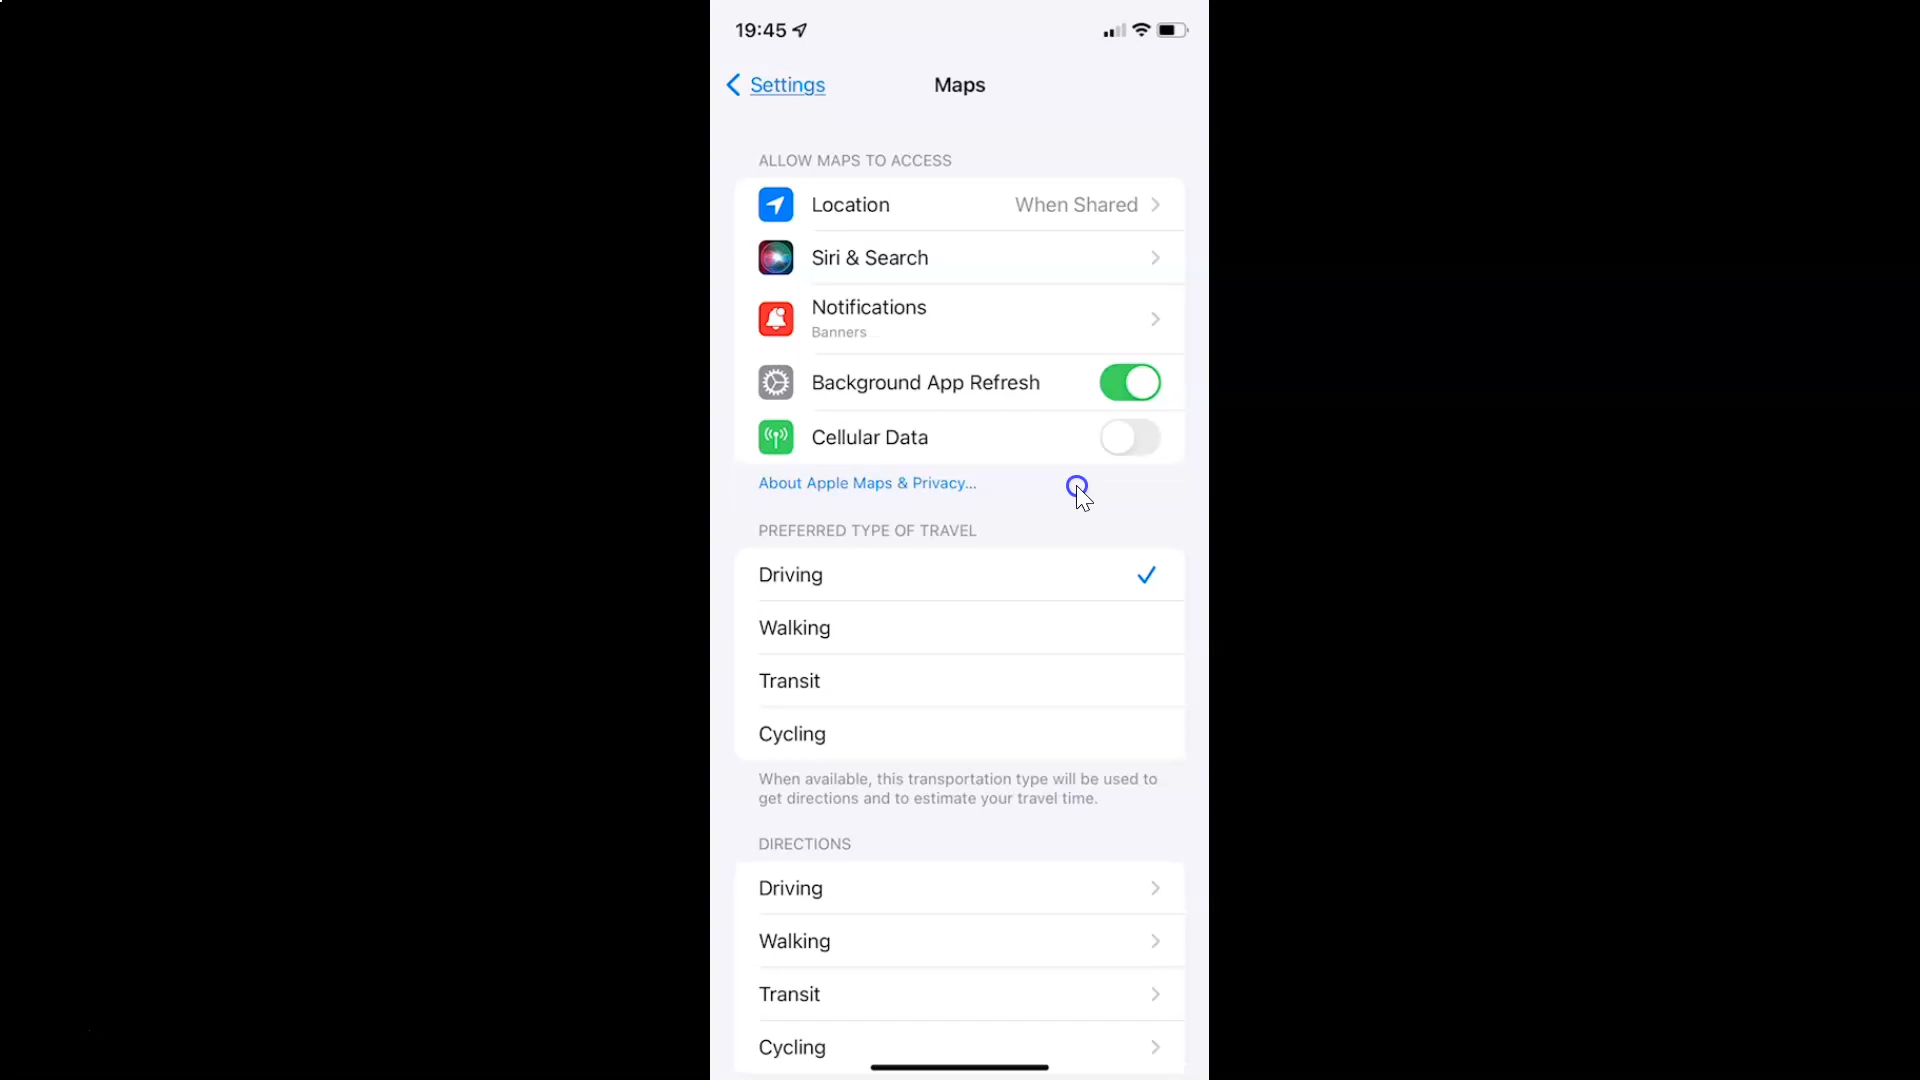 19:45
Settings
Maps
ALLOW MAPS TO ACCESS
Location When Shared
Siri & Search
Notifications
Banners
Background App Refresh
Cellular Data
About Apple Maps & Privacy...
PREFERRED TYPE OF TRAVEL
Driving
Walking
Transit
Cycling
When available, this transportation type will be used to
get directions and to estimate your travel time.
DIRECTIONS
Driving
Walking
Transit
Cycling